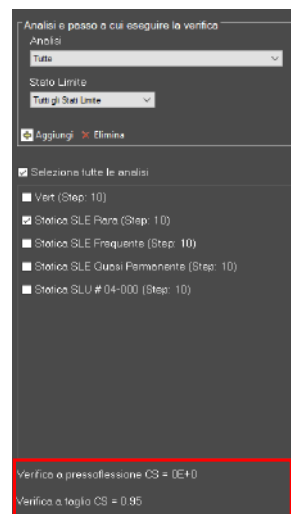 Analisi e passo a cui eseguire la verifica
Analisi
Tutte
Stato Limite
Tutti gli Stati Limite
Aggiungi Elimina
Seleziona tutte le analisi
Vert (Step: 10)
Statica SLE Rara (Step: 10)
Statica SLE Frequente (Step: 10)
Statica SLE Quasi Permanente (Step: 10)
Statica SLU # 04-000 (Step: 10)
Verifica a pressoflessione CS = 0E+0
Verifica a taglio CS = 0.95